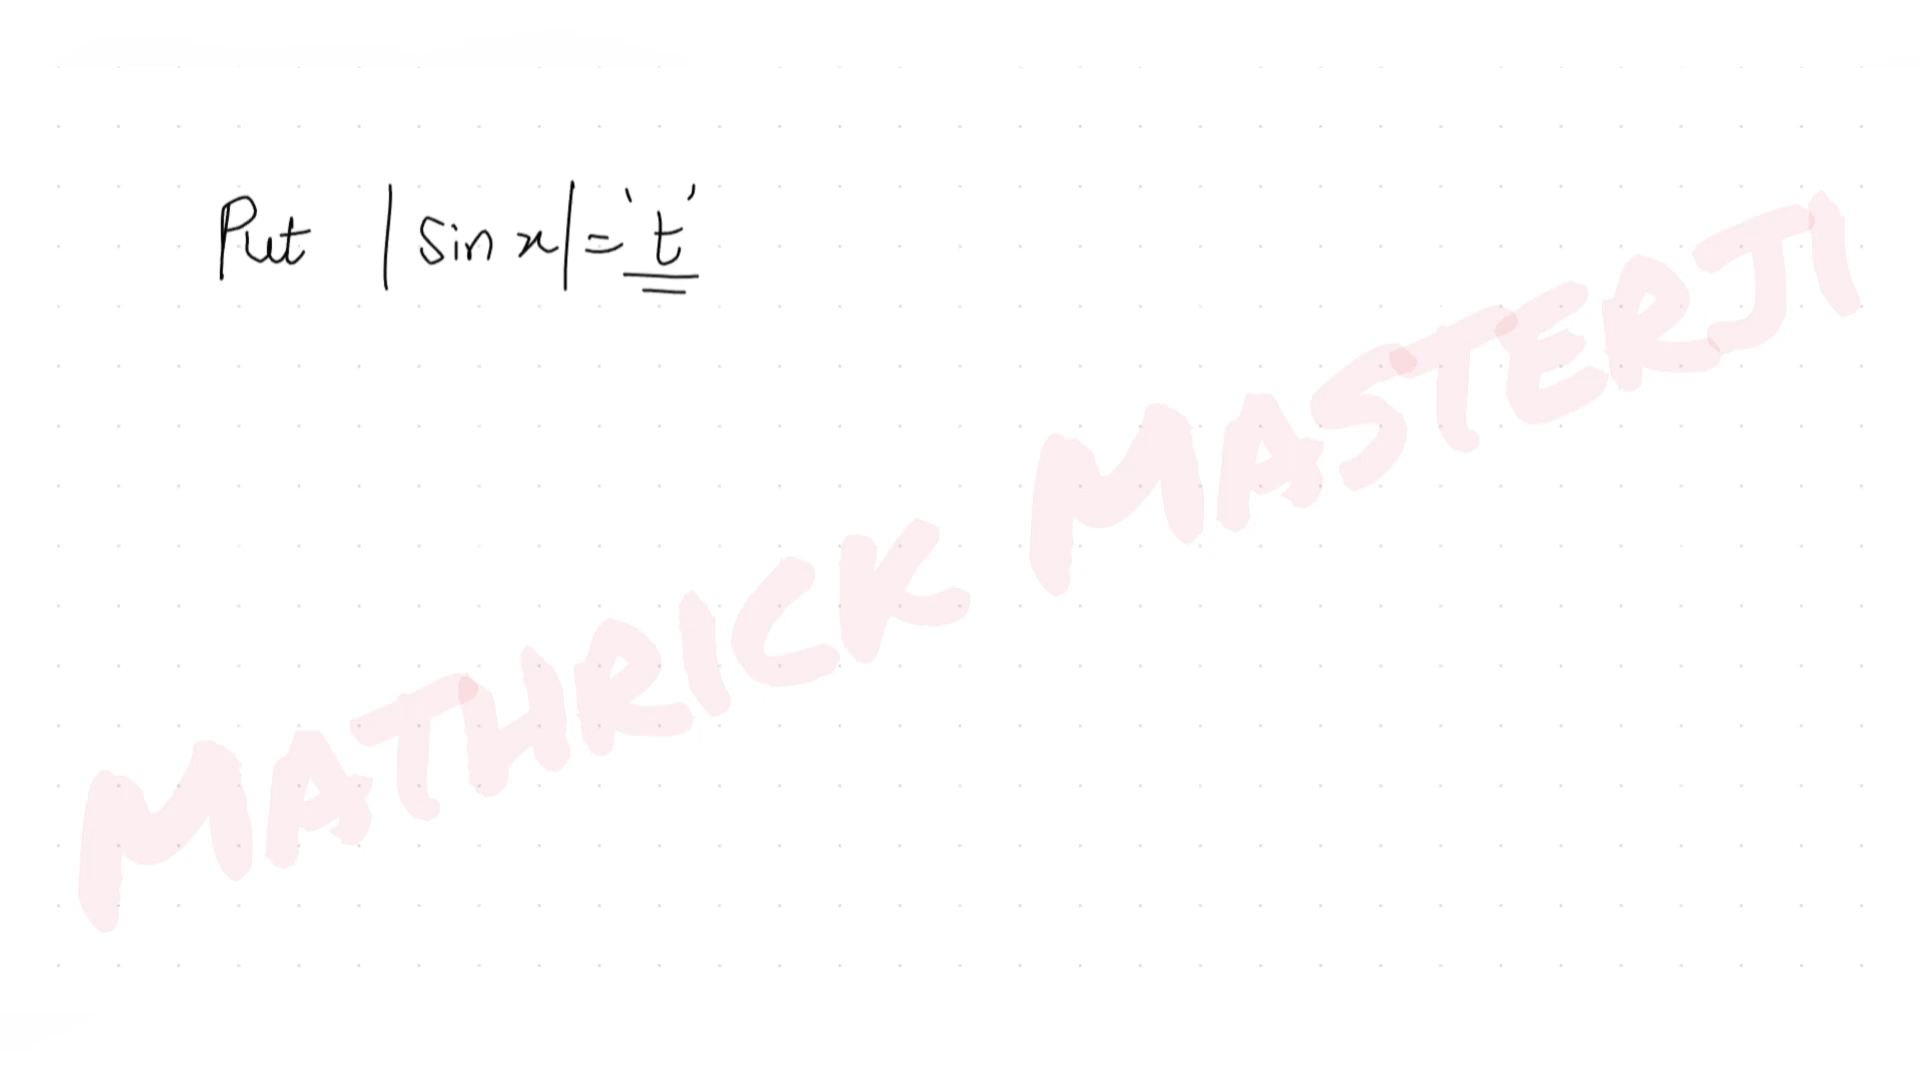 Put |sin x| = 't'
MATHRICK MASTERJI